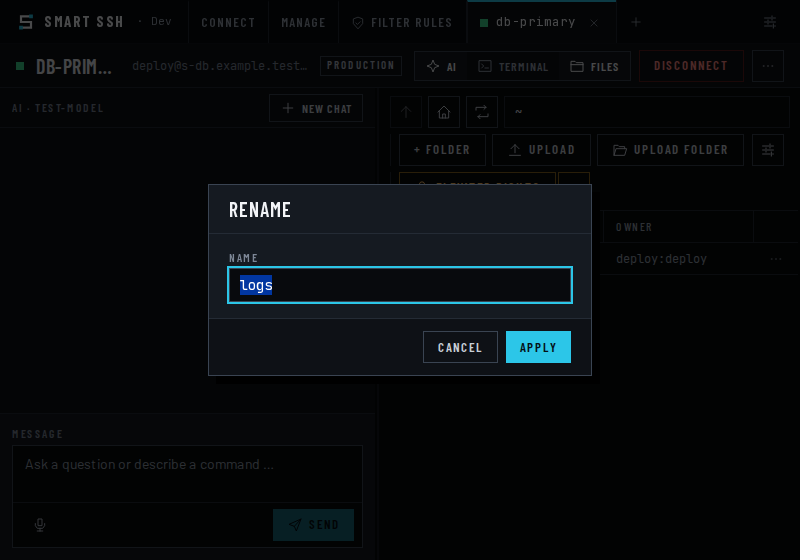 SMART SSH · Dev CONNECT MANAGE FILTER RULES db-primary × +
DB-PRIM... deploy@s-db.example.test… PRODUCTION AI TERMINAL FILES DISCONNECT ...
AI · TEST-MODEL + NEW CHAT ~
+ FOLDER UPLOAD UPLOAD FOLDER
RENAME
OWNER
NAME
deploy:deploy ...
logs
CANCEL APPLY
MESSAGE
Ask a question or describe a command ...
SEND